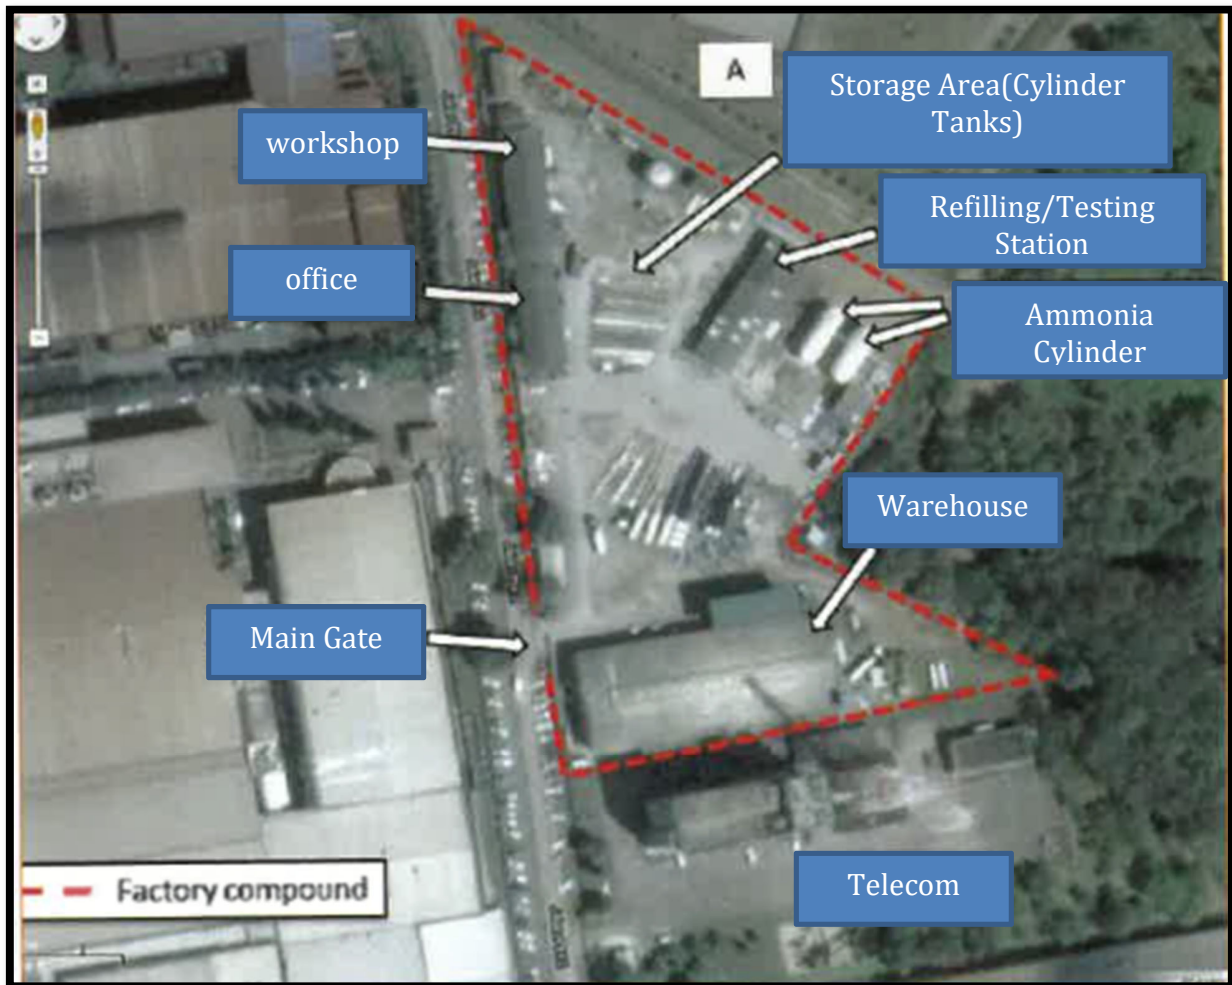 A
Storage Area(Cylinder
Tanks)
workshop
Refilling/Testing
Station
office
Ammonia
Cylinder
Warehouse
Main Gate
Telecom
Factory compound